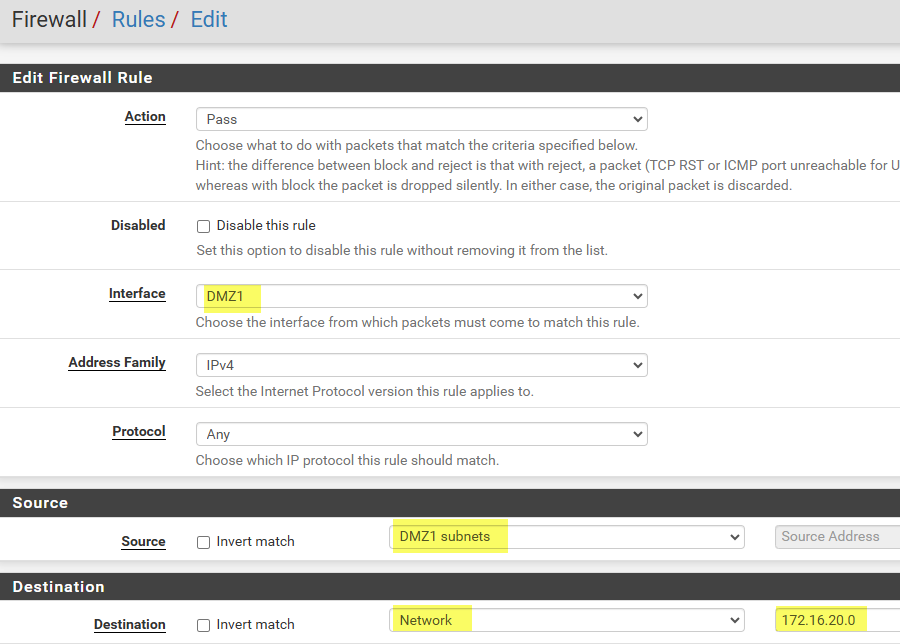 Firewall / Rules / Edit
Edit Firewall Rule
Action
Pass
Choose what to do with packets that match the criteria specified below.
Hint: the difference between block and reject is that with reject, a packet (TCP RST or ICMP port unreachable for U
whereas with block the packet is dropped silently. In either case, the original packet is discarded.
Disabled
Disable this rule
Set this option to disable this rule without removing it from the list.
Interface
DMZ1
Choose the interface from which packets must come to match this rule.
Address Family
IPv4
Select the Internet Protocol version this rule applies to.
Protocol
Any
Choose which IP protocol this rule should match.
Source
Source
Invert match
DMZ1 subnets
Source Address
Destination
Destination
Invert match
Network
172.16.20.0